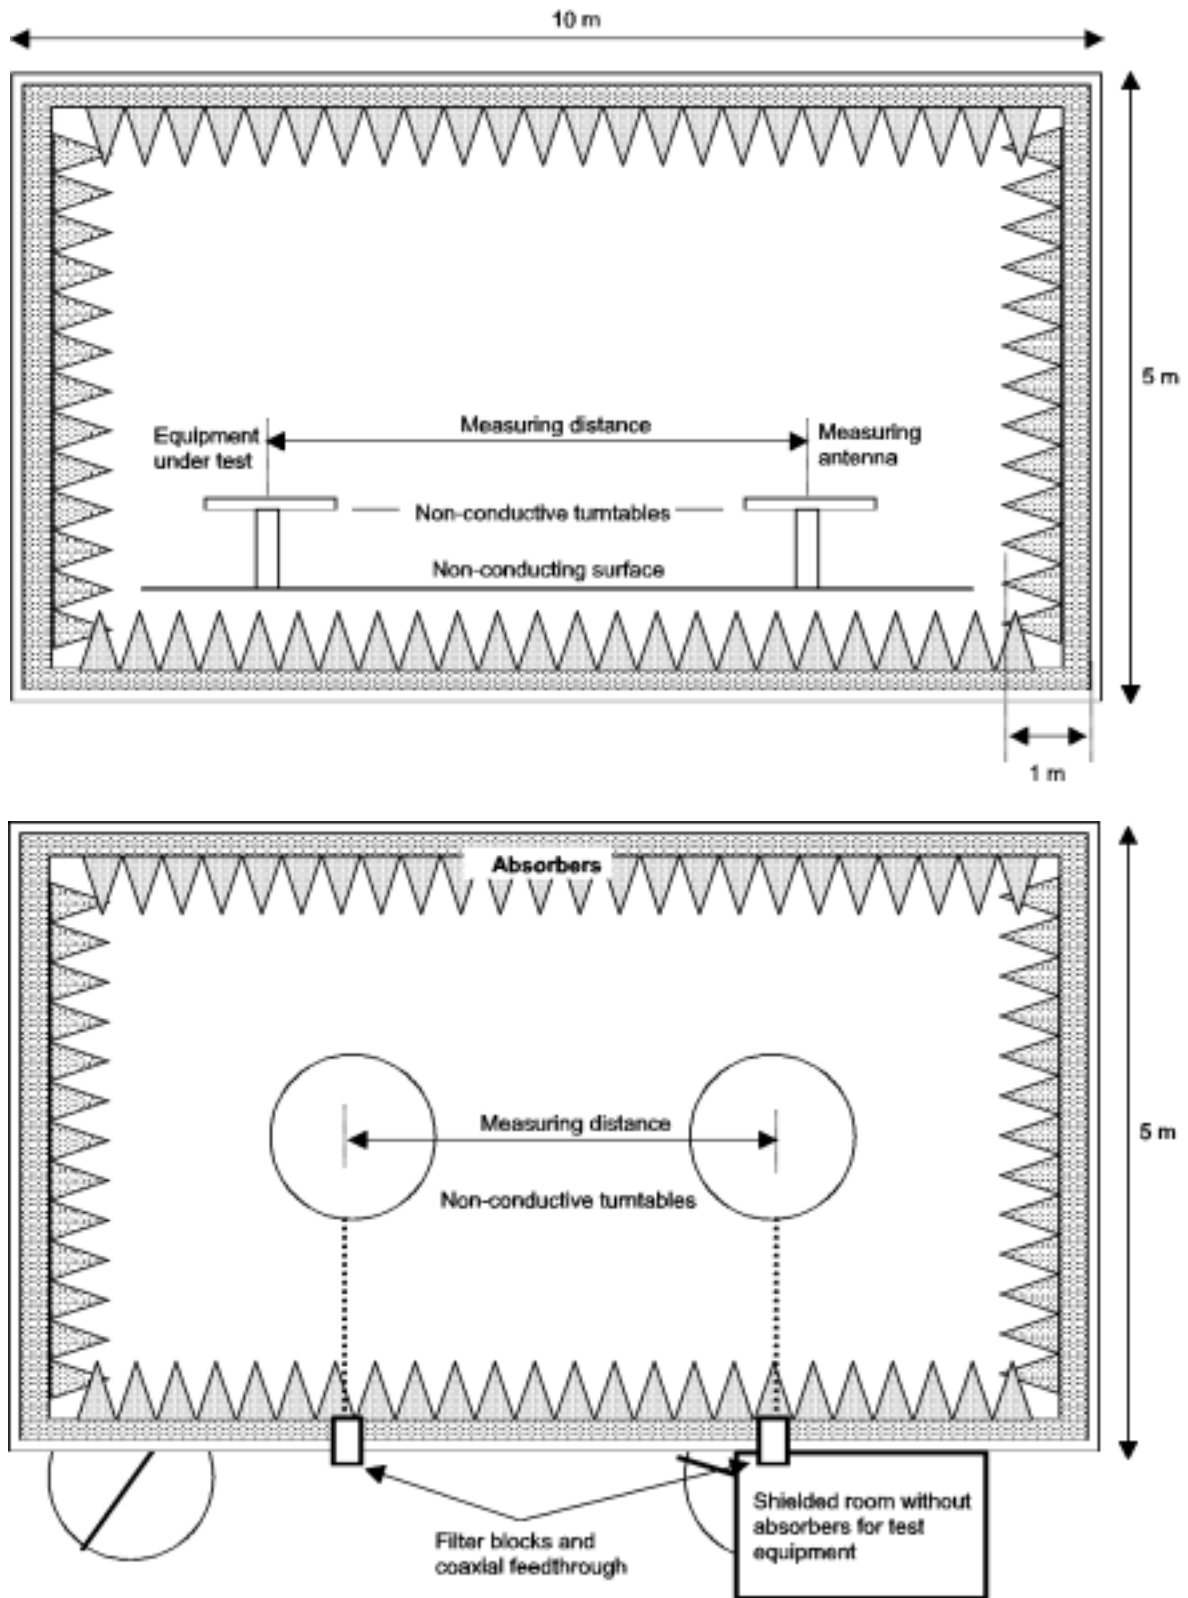 10 m
5 m
Equipment
under test
Measuring distance
Measuring
antenna
Non-conductive turntables
Non-conducting surface
1 m
Absorbers
Measuring distance
5 m
Non-conductive turntables
Filter blocks and
coaxial feedthrough
Shielded room without
absorbers for test
equipment